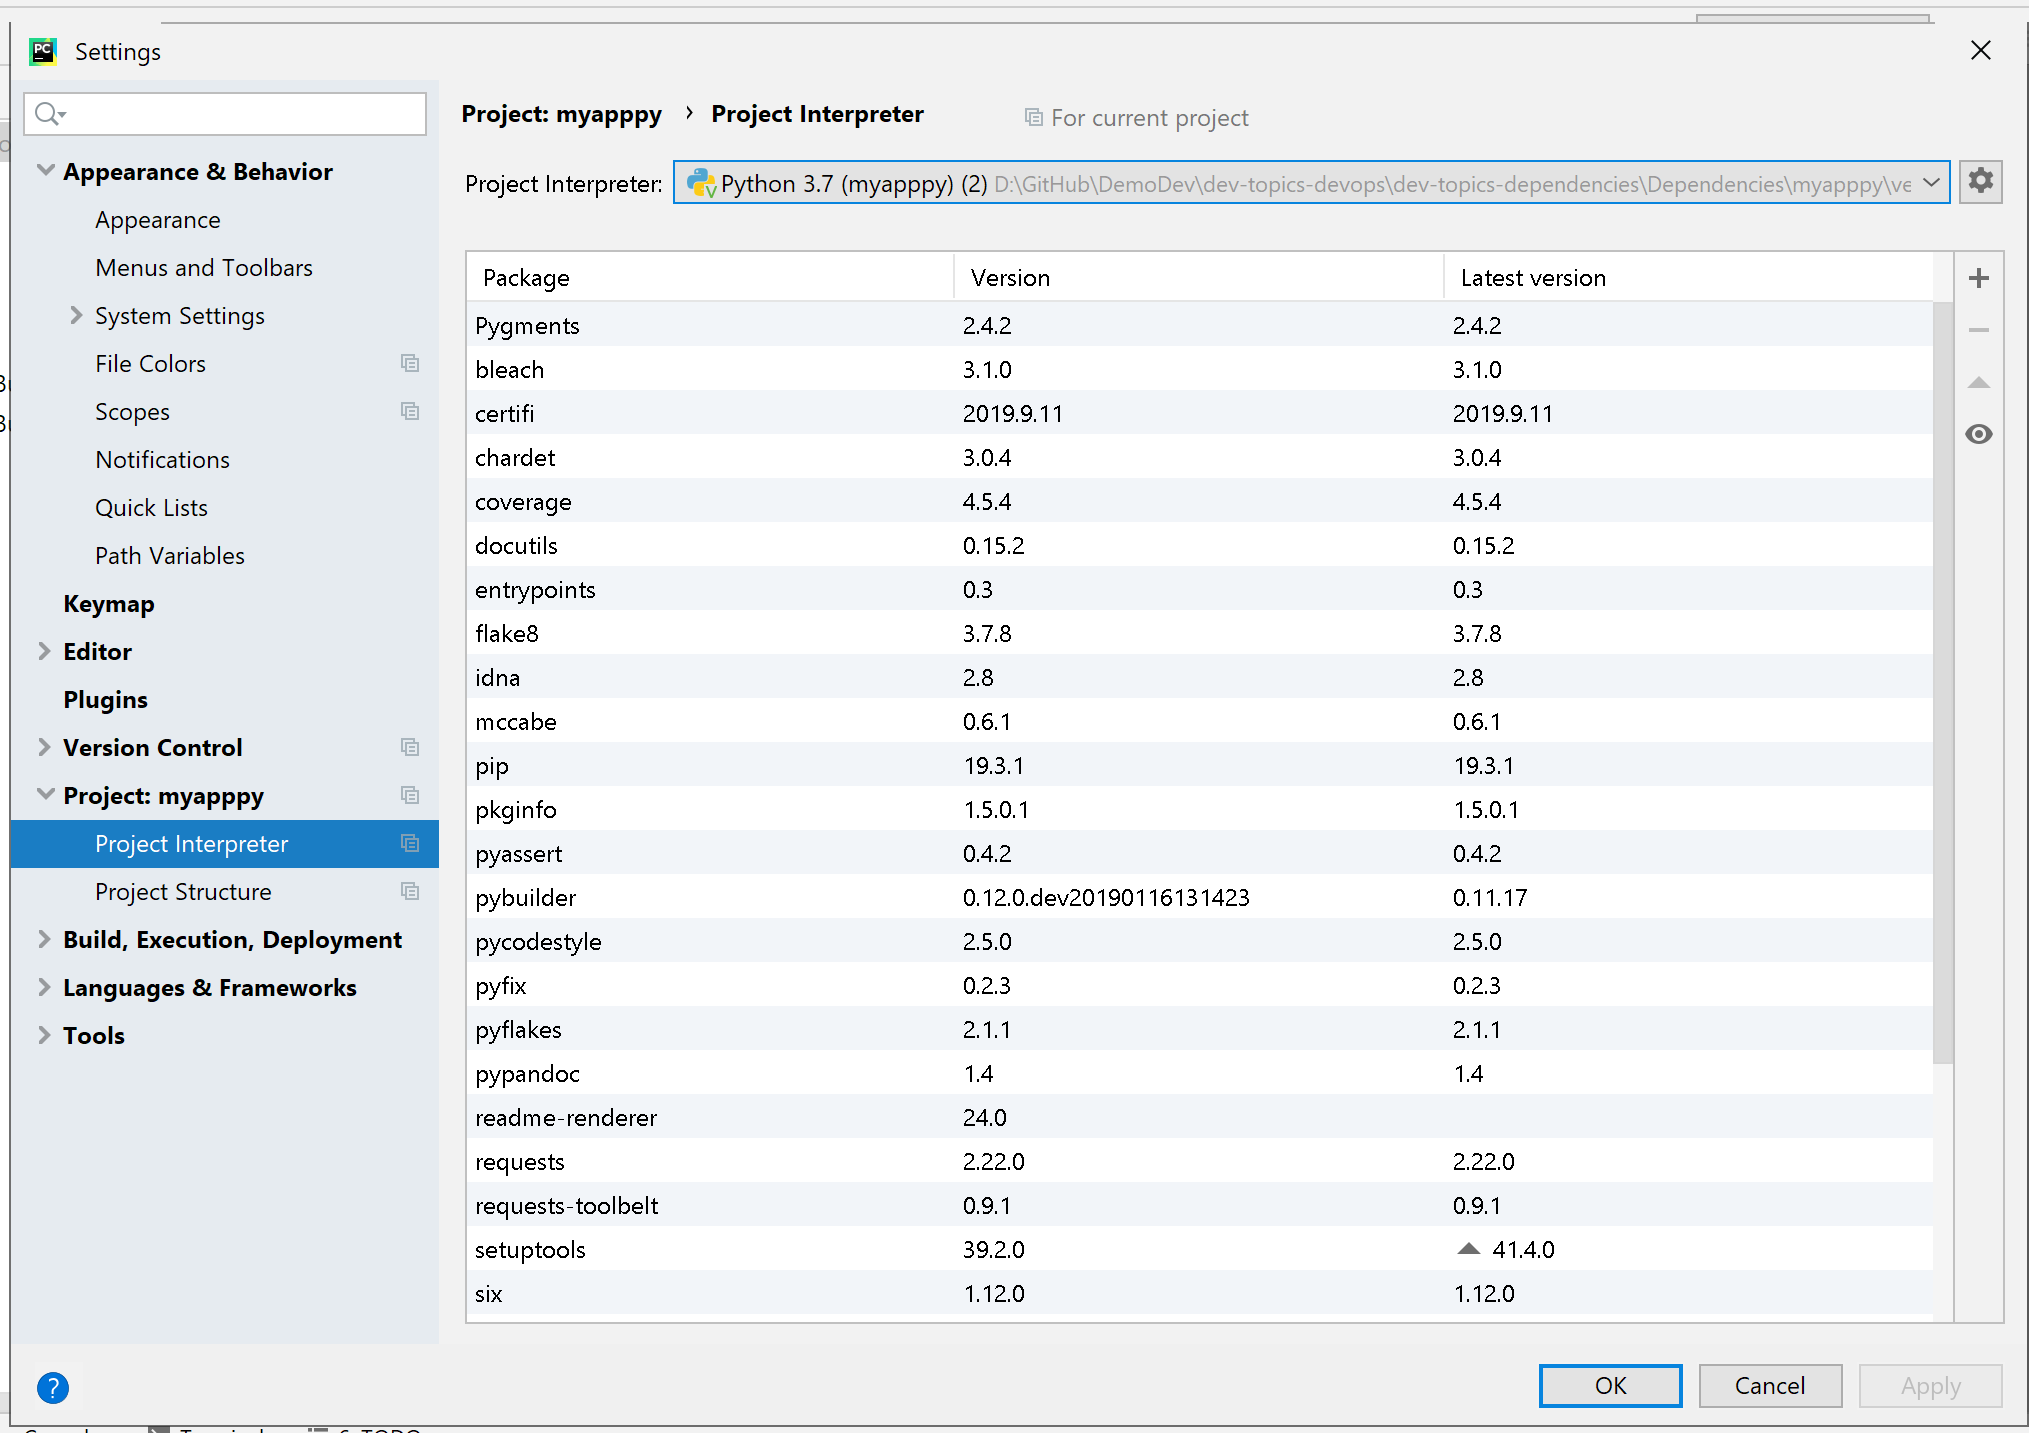 PC Settings
Appearance & Behavior
Appearance
Menus and Toolbars
System Settings
File Colors
Scopes
Notifications
Quick Lists
Path Variables
Keymap
Editor
Plugins
Version Control
Project: myapppy
Project Interpreter
Project Structure
Build, Execution, Deployment
Languages & Frameworks
Tools
Project: myapppy › Project Interpreter For current project
Project Interpreter: Python 3.7 (myapppy) (2) D:\GitHub\DemoDev\dev-topics-devops\dev-topics-dependencies\Dependencies\myapppy\ve
Package Version Latest version
Pygments 2.4.2 2.4.2
bleach 3.1.0 3.1.0
certifi 2019.9.11 2019.9.11
chardet 3.0.4 3.0.4
coverage 4.5.4 4.5.4
docutils 0.15.2 0.15.2
entrypoints 0.3 0.3
flake8 3.7.8 3.7.8
idna 2.8 2.8
mccabe 0.6.1 0.6.1
pip 19.3.1 19.3.1
pkginfo 1.5.0.1 1.5.0.1
pyassert 0.4.2 0.4.2
pybuilder 0.12.0.dev20190116131423 0.11.17
pycodestyle 2.5.0 2.5.0
pyfix 0.2.3 0.2.3
pyflakes 2.1.1 2.1.1
pypandoc 1.4 1.4
readme-renderer 24.0
requests 2.22.0 2.22.0
requests-toolbelt 0.9.1 0.9.1
setuptools 39.2.0 41.4.0
six 1.12.0 1.12.0
? OK Cancel Apply